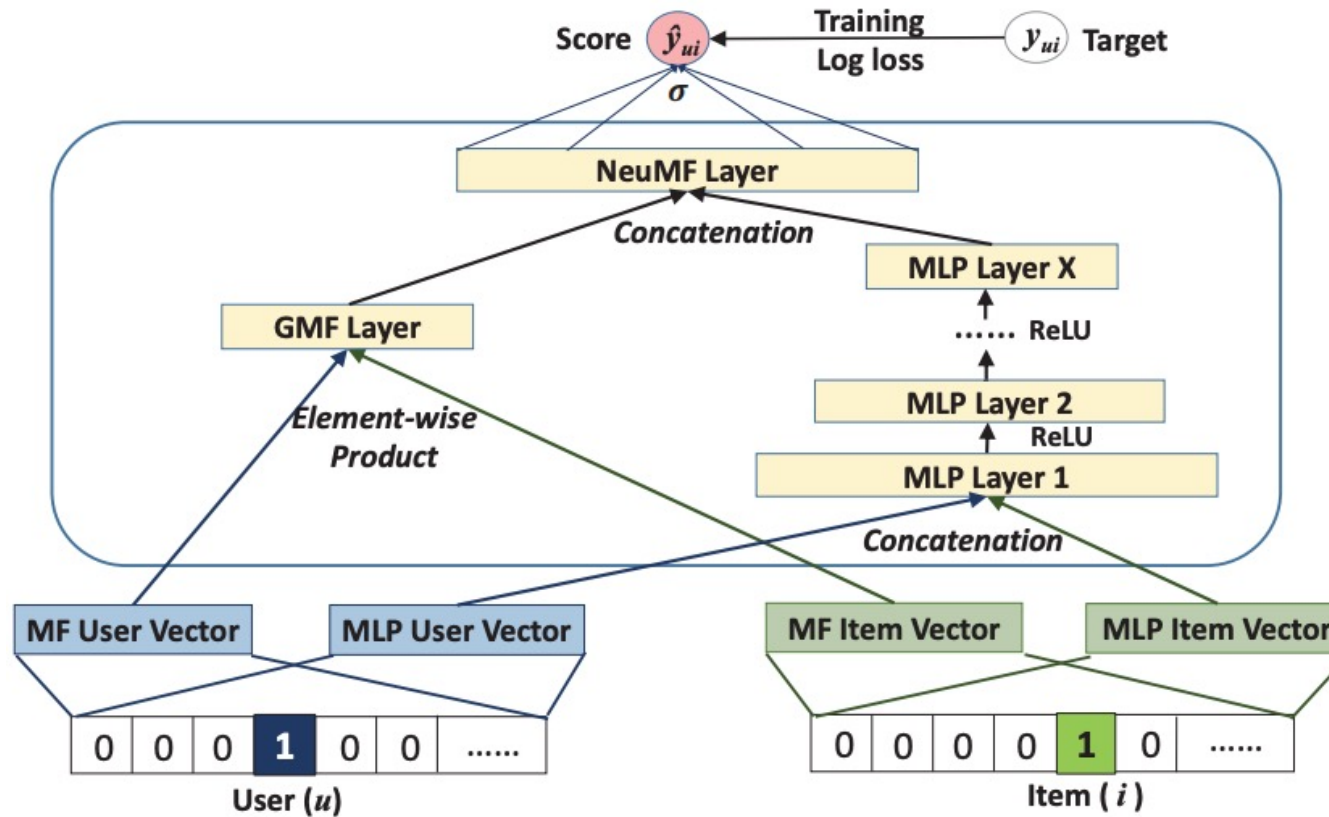 Score ŷui Training yui Target
Log loss
σ
NeuMF Layer
Concatenation
MLP Layer X
GMF Layer
...... ReLU
Element-wise
Product
MLP Layer 2
ReLU
MLP Layer 1
Concatenation
MF User Vector MLP User Vector MF Item Vector MLP Item Vector
0 0 0 1 0 0 ...... 0 0 0 0 1 0 ......
User (u) Item ( i )